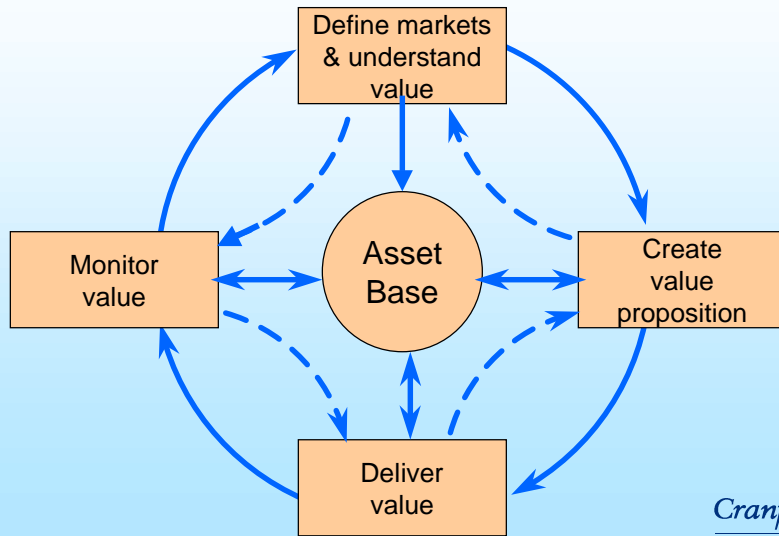 Define markets
& understand
value
Monitor
value
Asset
Base
Create
value
proposition
Deliver
value